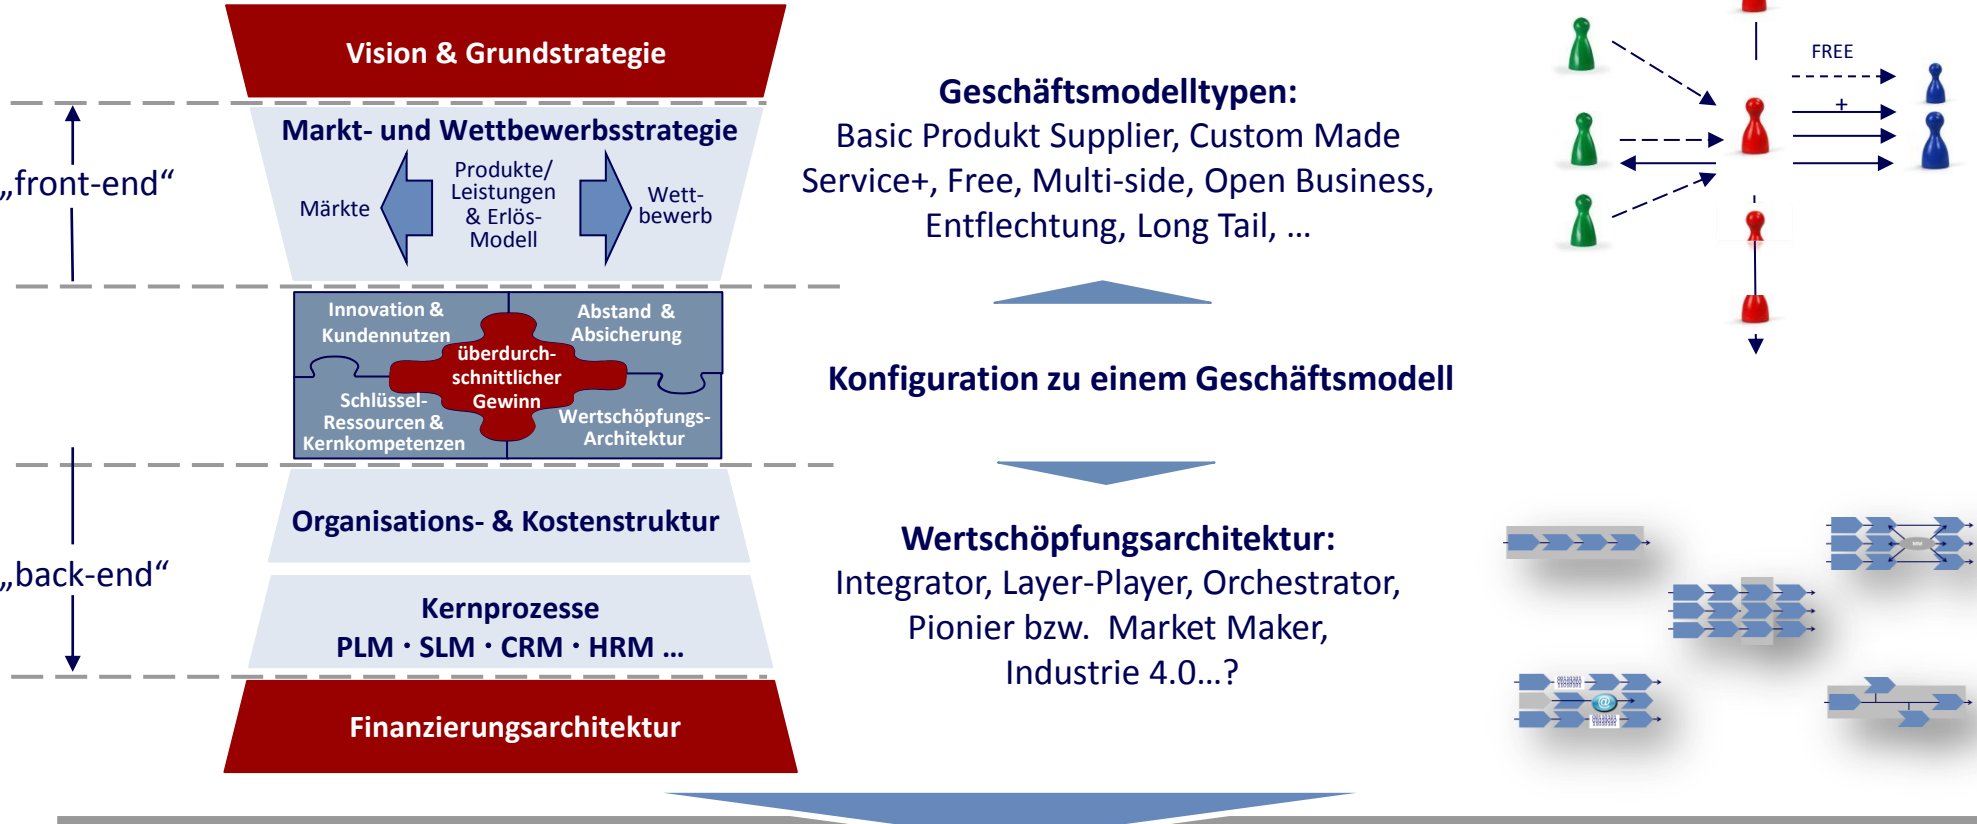 Vision & Grundstrategie
„front-end“
Markt- und Wettbewerbsstrategie
Märkte
Produkte/
Leistungen
& Erlös-
Modell
Wett-
bewerb
Innovation &
Kundennutzen
Abstand &
Absicherung
überdurch-
schnittlicher
Gewinn
Schlüssel-
Ressourcen &
Kernkompetenzen
Wertschöpfungs-
Architektur
„back-end“
Organisations- & Kostenstruktur
Kernprozesse
PLM · SLM · CRM · HRM ...
Finanzierungsarchitektur
Geschäftsmodelltypen:
Basic Produkt Supplier, Custom Made
Service+, Free, Multi-side, Open Business,
Entflechtung, Long Tail, ...
Konfiguration zu einem Geschäftsmodell
Wertschöpfungsarchitektur:
Integrator, Layer-Player, Orchestrator,
Pionier bzw. Market Maker,
Industrie 4.0...?
FREE
+
@